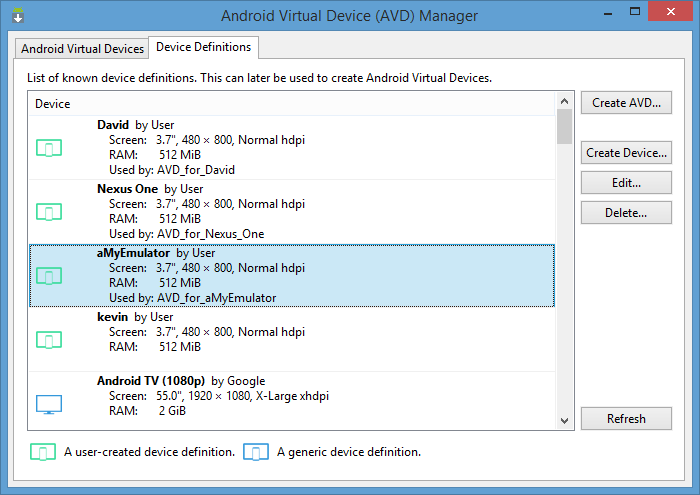 Android Virtual Device (AVD) Manager
Android Virtual Devices
Device Definitions
List of known device definitions. This can later be used to create Android Virtual Devices.
Device
Create AVD...
David by User
Screen: 3.7", 480 × 800, Normal hdpi
RAM: 512 MiB
Used by: AVD_for_David
Create Device...
Edit...
Delete...
Nexus One by User
Screen: 3.7", 480 × 800, Normal hdpi
RAM: 512 MiB
Used by: AVD_for_Nexus_One
aMyEmulator by User
Screen: 3.7", 480 × 800, Normal hdpi
RAM: 512 MiB
Used by: AVD_for_aMyEmulator
kevin by User
Screen: 3.7", 480 × 800, Normal hdpi
RAM: 512 MiB
Android TV (1080p) by Google
Screen: 55.0", 1920 × 1080, X-Large xhdpi
RAM: 2 GiB
Refresh
A user-created device definition.
A generic device definition.